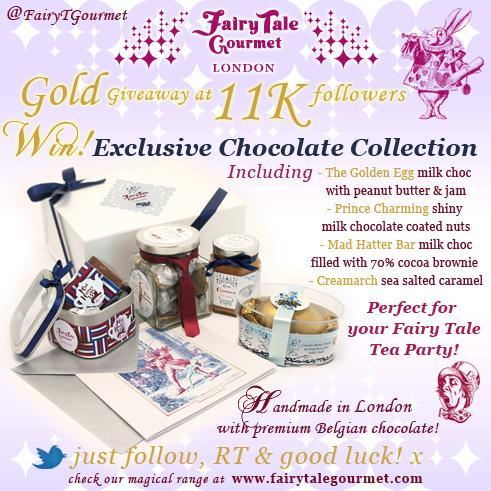 @FairyTGourmet
Fairy Tale
Gourmet
LONDON
Gold Giveaway at 11K followers
Win! Exclusive Chocolate Collection
Including - The Golden Egg milk choc
with peanut butter & jam
- Prince Charming shiny
milk chocolate coated nuts
- Mad Hatter Bar milk choc
filled with 70% cocoa brownie
- Creamarch sea salted caramel
Perfect for
your Fairy Tale
Tea Party!
Handmade in London
with premium Belgian chocolate!
just follow, RT & good luck! x
check our magical range at www.fairytalegourmet.com